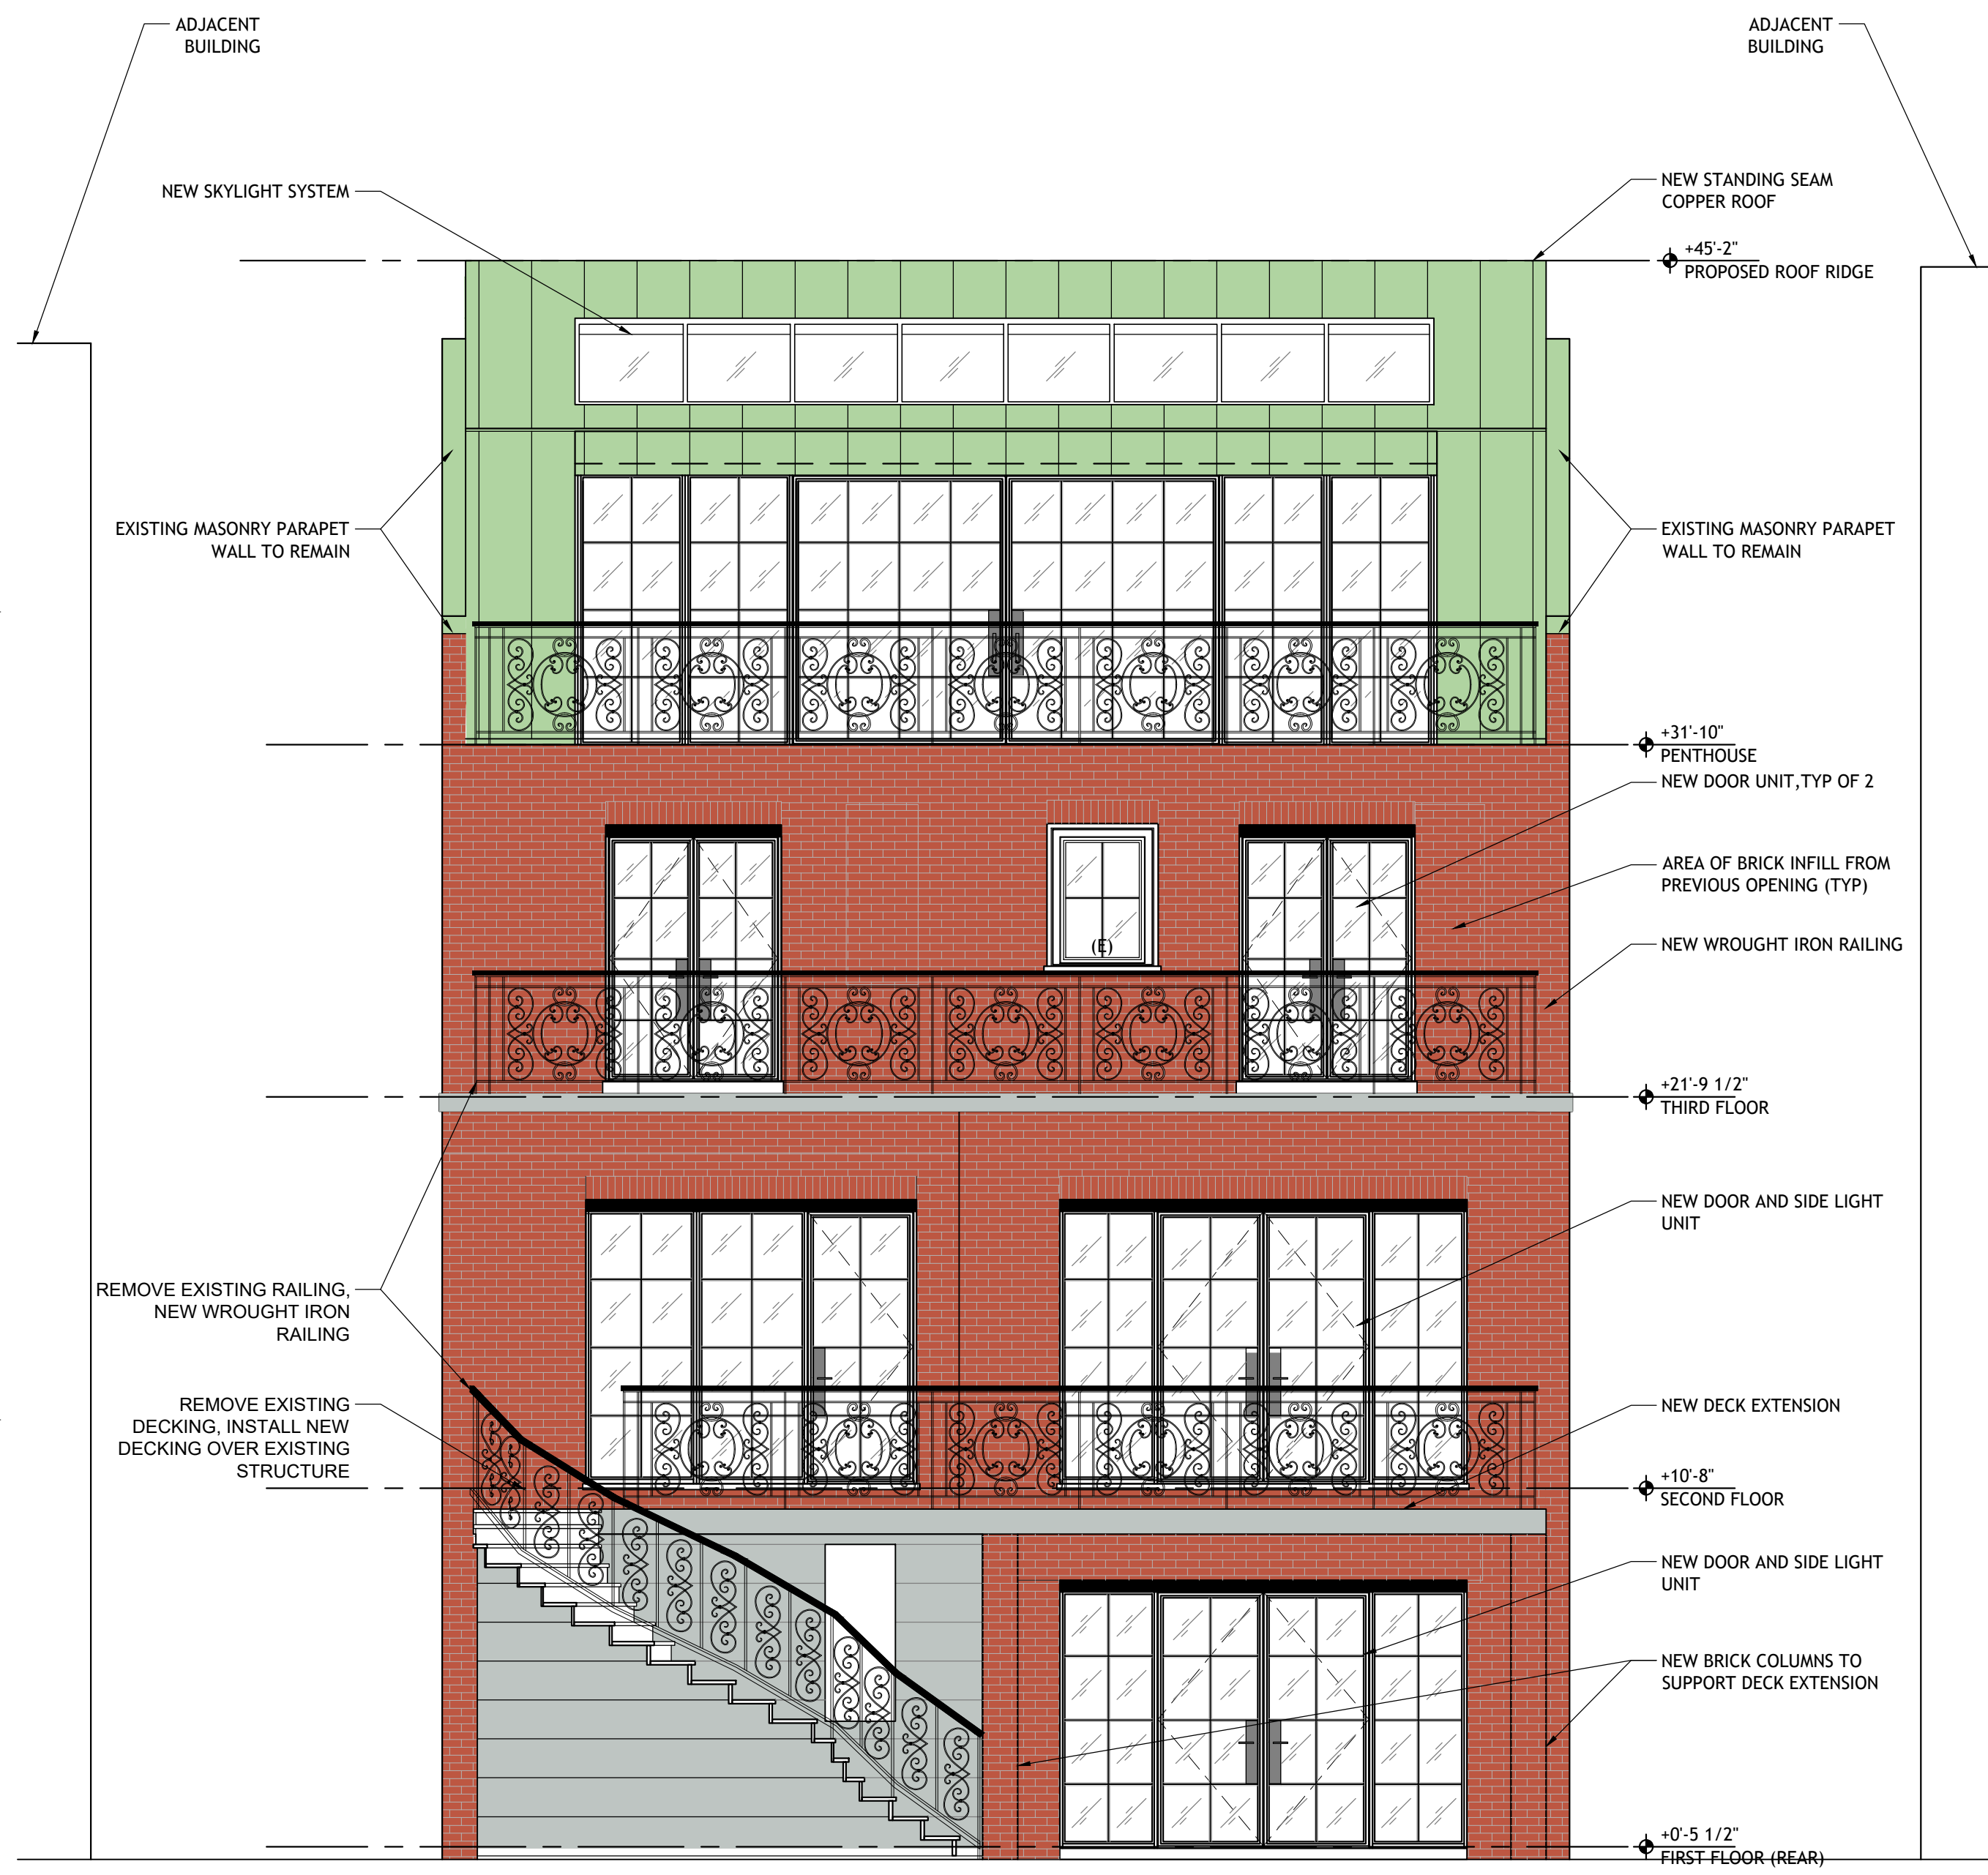 ADJACENT
BUILDING
ADJACENT
BUILDING
NEW SKYLIGHT SYSTEM
NEW STANDING SEAM
COPPER ROOF
+45'-2"
PROPOSED ROOF RIDGE
EXISTING MASONRY PARAPET
WALL TO REMAIN
EXISTING MASONRY PARAPET
WALL TO REMAIN
+31'-10"
PENTHOUSE
NEW DOOR UNIT,TYP OF 2
AREA OF BRICK INFILL FROM
PREVIOUS OPENING (TYP)
(E)
NEW WROUGHT IRON RAILING
+21'-9 1/2"
THIRD FLOOR
NEW DOOR AND SIDE LIGHT
UNIT
REMOVE EXISTING RAILING,
NEW WROUGHT IRON
RAILING
REMOVE EXISTING
DECKING, INSTALL NEW
DECKING OVER EXISTING
STRUCTURE
NEW DECK EXTENSION
+10'-8"
SECOND FLOOR
NEW DOOR AND SIDE LIGHT
UNIT
NEW BRICK COLUMNS TO
SUPPORT DECK EXTENSION
+0'-5 1/2"
FIRST FLOOR (REAR)